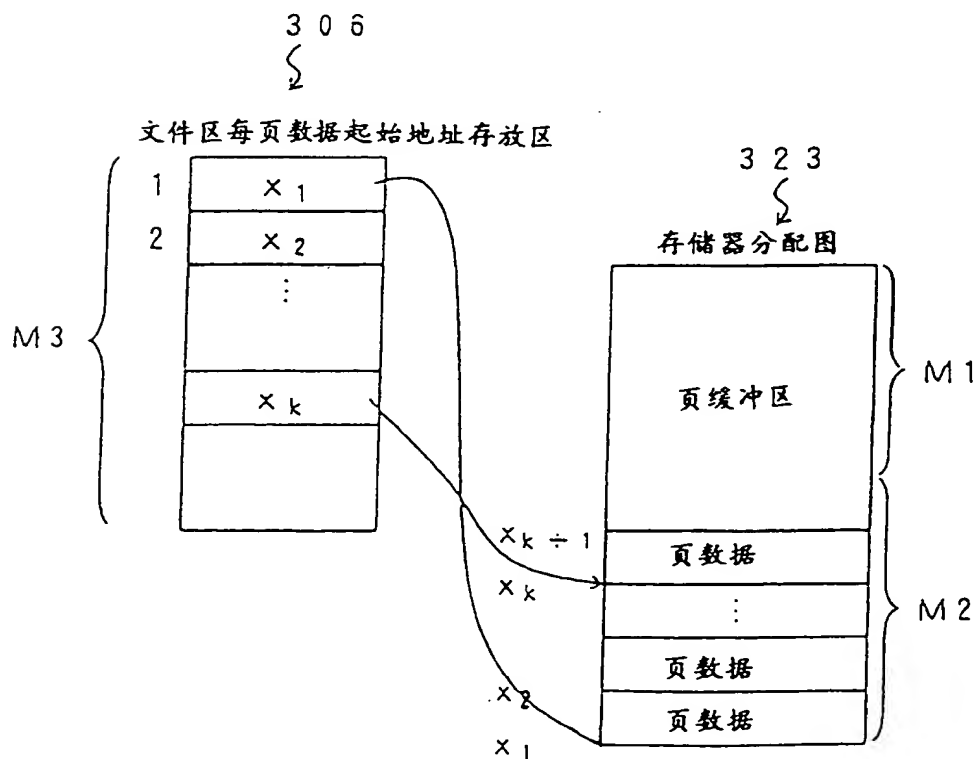 306
文件区每页数据起始地址存放区
1 x1
2 x2
⋮
M3
xk
323
存储器分配图
页缓冲区
M1
xk÷1
页数据
xk
⋮
M2
页数据
x2
页数据
x1